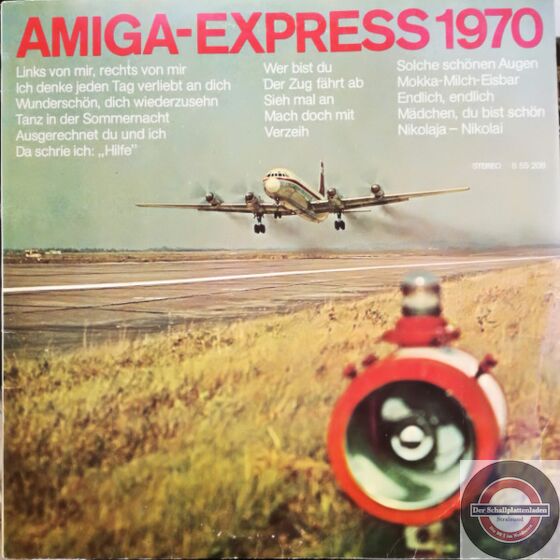 AMIGA-EXPRESS 1970
Links von mir, rechts von mir
Ich denke jeden Tag verliebt an dich
Wunderschön, dich wiederzusehn
Tanz in der Sommernacht
Ausgerechnet du und ich
Da schrie ich: „Hilfe”
Wer bist du
Der Zug fährt ab
Sieh mal an
Mach doch mit
Verzeih
Solche schönen Augen
Mokka-Milch-Eisbar
Endlich, endlich
Mädchen, du bist schön
Nikolaja – Nikolai
STEREO 8 55 208
Der Schallplattenladen
Stralsund